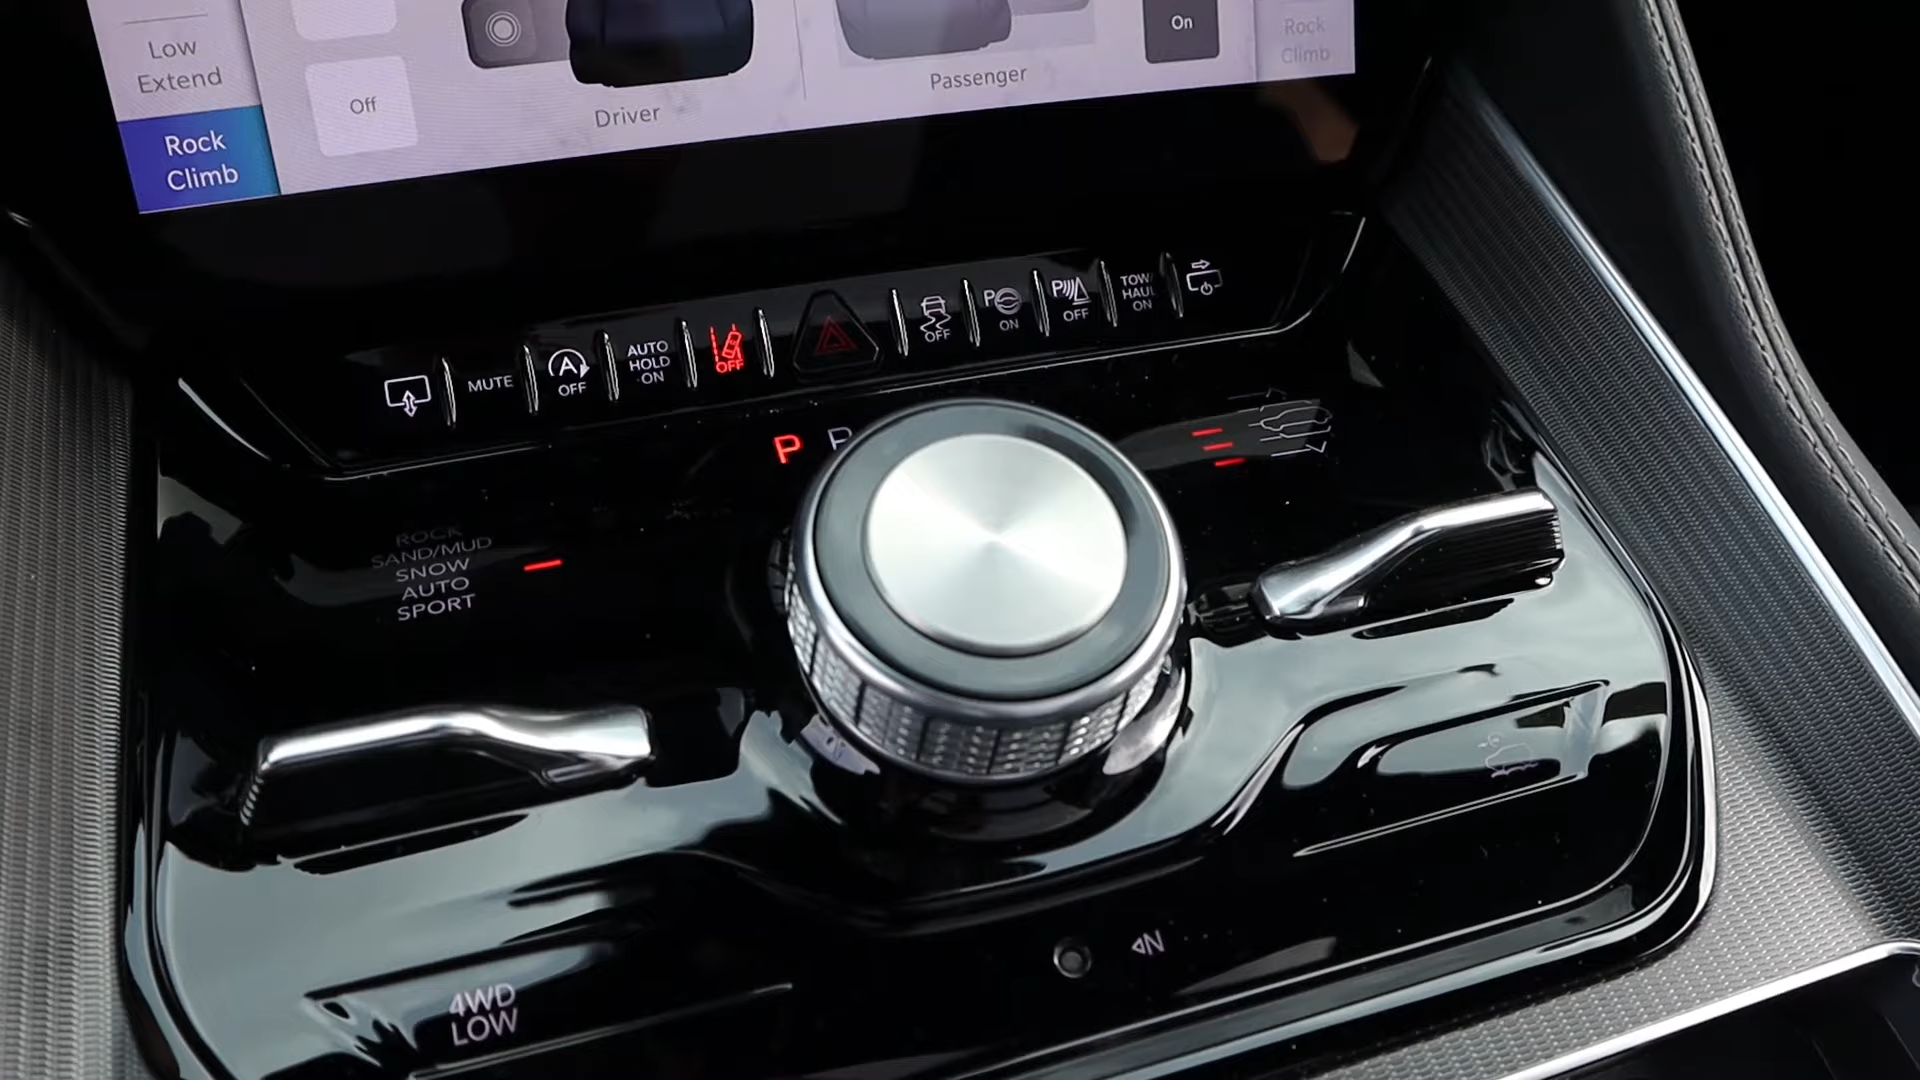 Low
Extend
Rock
Climb
Off
Driver
Passenger
On
Rock
Climb
MUTE
A
OFF
AUTO
HOLD
ON
OFF
OFF
P
ON
P
OFF
TOW/
HAUL
ON
P R
ROCK
SAND/MUD
SNOW
AUTO
SPORT
4WD
LOW
N